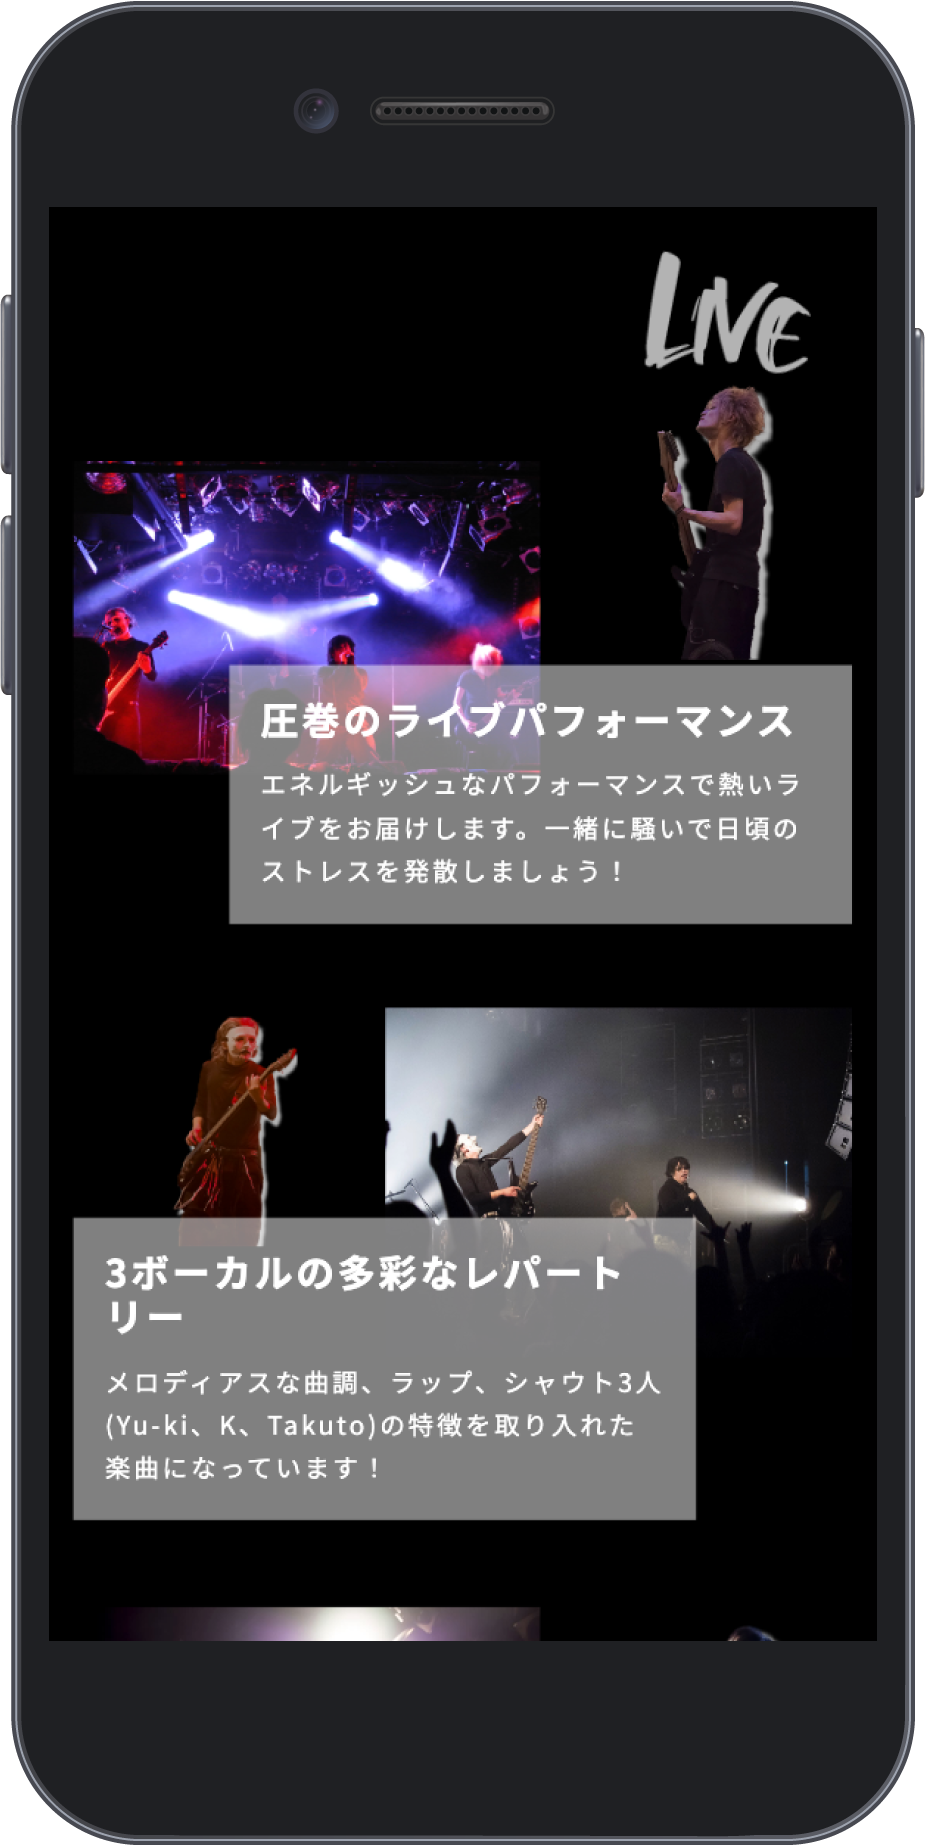 LIVE
圧巻のライブパフォーマンス
エネルギッシュなパフォーマンスで熱いラ
イブをお届けします。一緒に騒いで日頃の
ストレスを発散しましょう！
3ボーカルの多彩なレパート
リー
メロディアスな曲調、ラップ、シャウト3人
(Yu-ki、K、Takuto)の特徴を取り入れた
楽曲になっています！